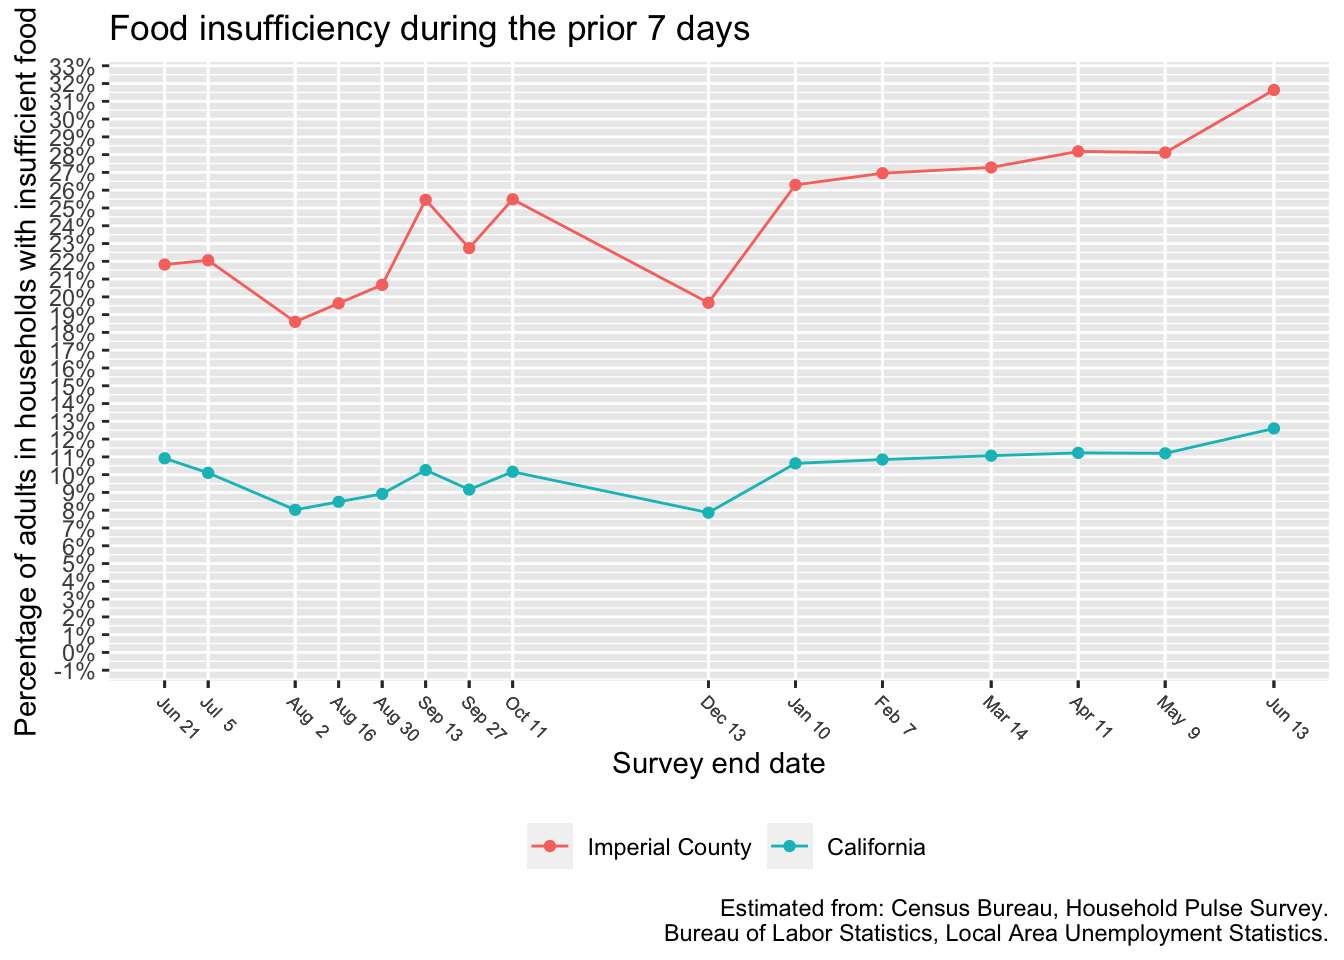 Food insufficiency during the prior 7 days
Percentage of adults in households with insufficient food
33%
32%
31%
30%
29%
28%
27%
26%
25%
24%
23%
22%
21%
20%
19%
18%
17%
16%
15%
14%
13%
12%
11%
10%
9%
8%
7%
6%
5%
4%
3%
2%
1%
0%
-1%
Jun 21
Jul 5
Aug 2
Aug 16
Aug 30
Sep 13
Sep 27
Oct 11
Dec 13
Jan 10
Feb 7
Mar 14
Apr 11
May 9
Jun 13
Survey end date
Imperial County
California
Estimated from: Census Bureau, Household Pulse Survey.
Bureau of Labor Statistics, Local Area Unemployment Statistics.